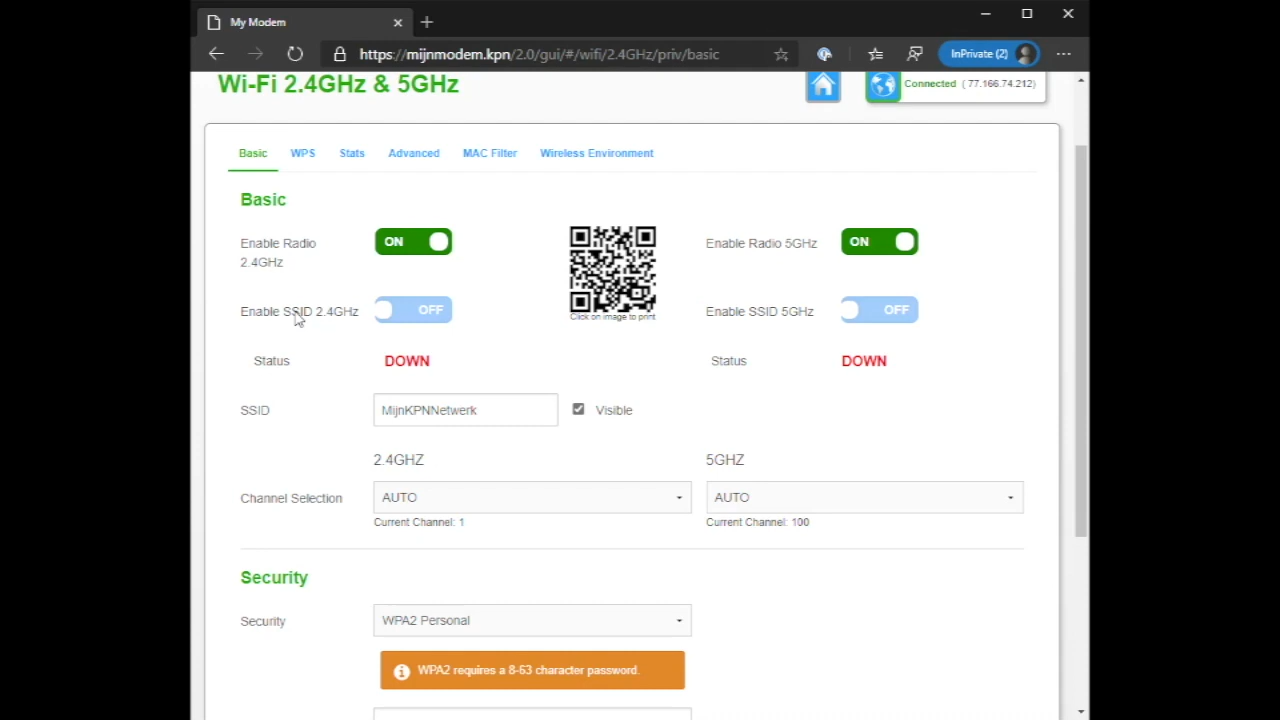 My Modem
https://mijnmodem.kpn/2.0/gui/#/wifi/2.4GHz/priv/basic
InPrivate (2)
Wi-Fi 2.4GHz & 5GHz
Connected ( 77.166.74.212)
Basic WPS Stats Advanced MAC Filter Wireless Environment
Basic
Enable Radio
2.4GHz
ON
Enable Radio 5GHz
ON
Enable SSID 2.4GHz
OFF
Click on image to print
Enable SSID 5GHz
OFF
Status DOWN
Status DOWN
SSID
MijnKPNNetwerk
Visible
2.4GHZ
5GHZ
Channel Selection
AUTO
AUTO
Current Channel: 1
Current Channel: 100
Security
Security
WPA2 Personal
WPA2 requires a 8-63 character password.